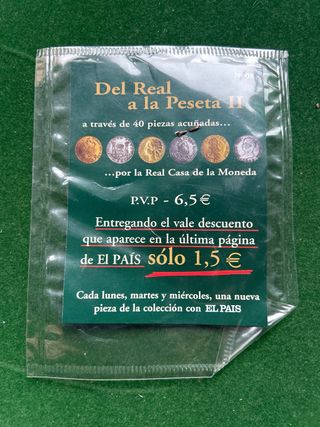 Del Real
a la Peseta II
a través de 40 piezas acuñadas...
...por la Real Casa de la Moneda
P.V.P - 6,5 €
Entregando el vale descuento
que aparece en la última página
de EL PAÍS sólo 1,5 €
Cada lunes, martes y miércoles, una nueva
pieza de la colección con EL PAIS